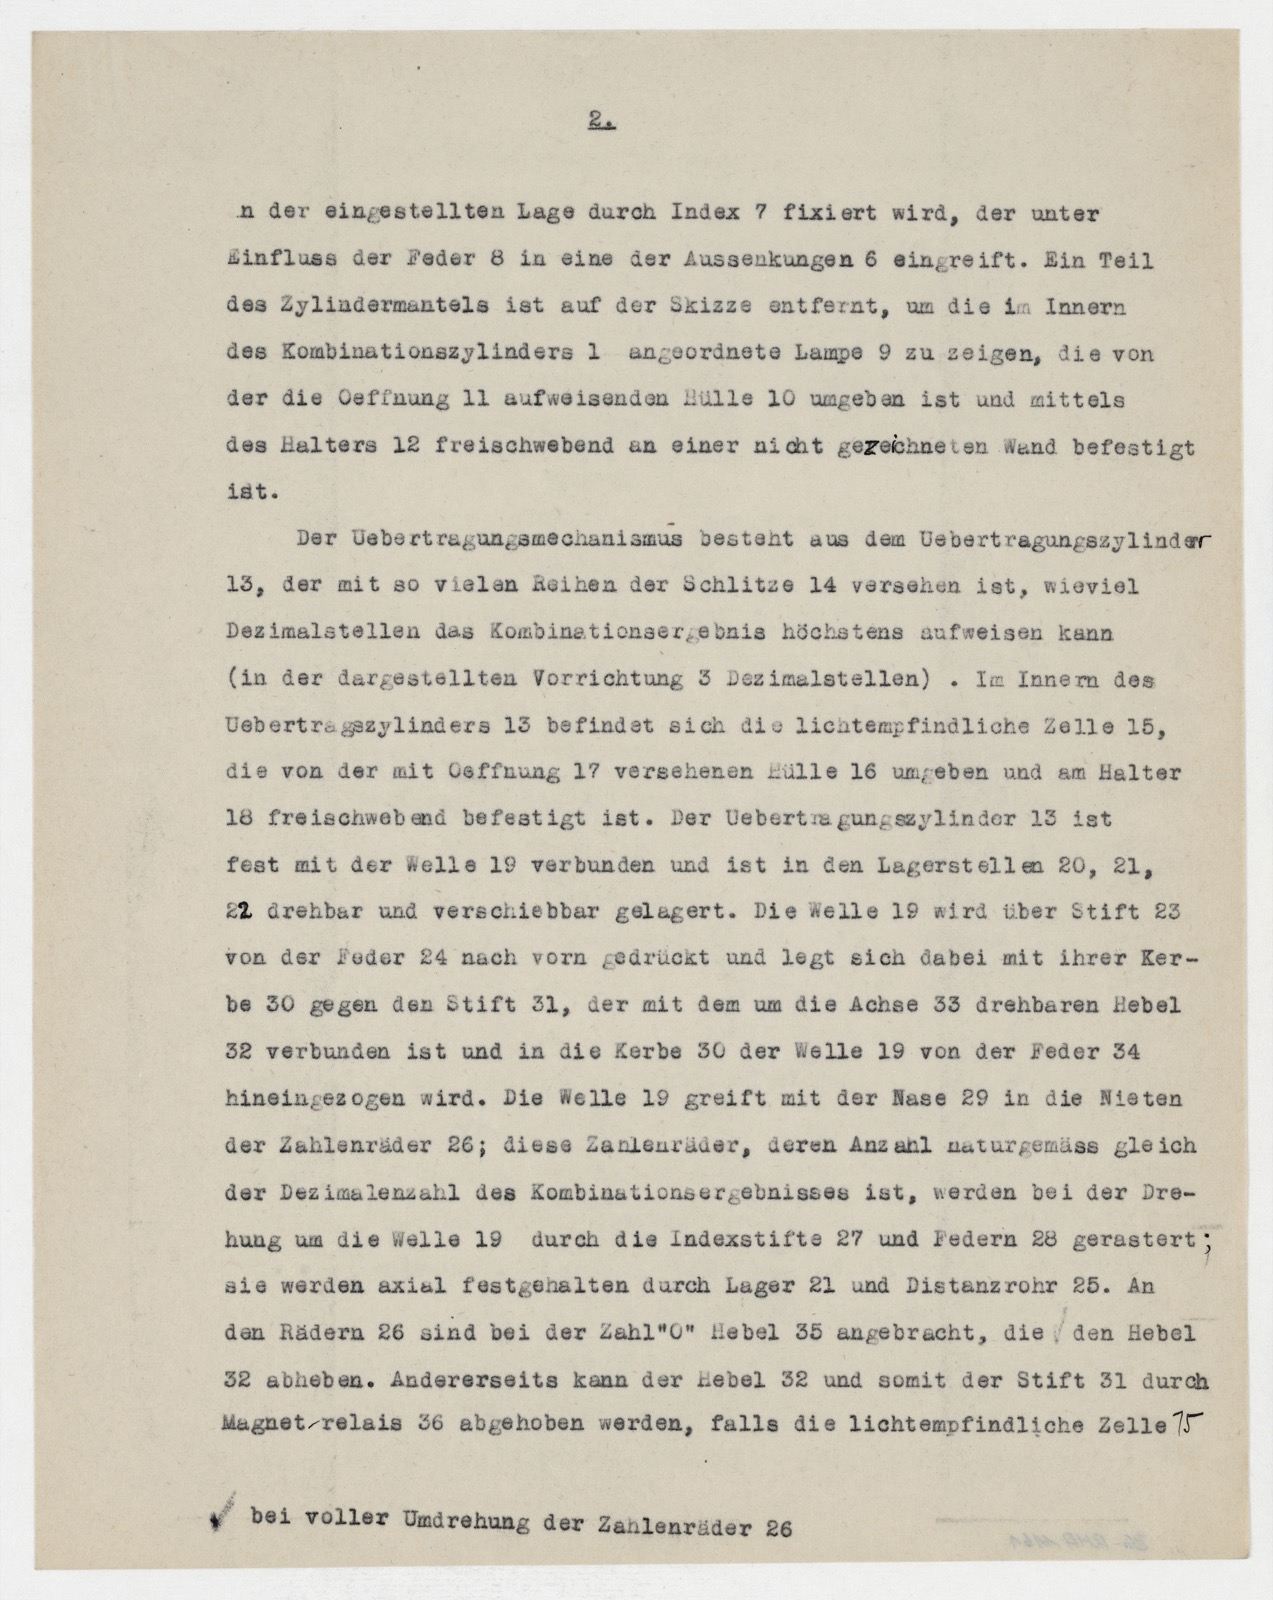 2.
n der eingestellten Lage durch Index 7 fixiert wird, der unter
Einfluss der Feder 8 in eine der Aussenkungen 6 eingreift. Ein Teil
des Zylindermantels ist auf der Skizze entfernt, um die im Innern
des Kombinationszylinders 1 angeordnete Lampe 9 zu zeigen, die von
der die Oeffnung 11 aufweisenden Hülle 10 umgeben ist und mittels
des Halters 12 freischwebend an einer nicht gezeichneten Wand befestigt
ist.
Der Uebertragungsmechanismus besteht aus dem Uebertragungszylinder
13, der mit so vielen Reihen der Schlitze 14 versehen ist, wieviel
Dezimalstellen das Kombinationsergebnis höchstens aufweisen kann
(in der dargestellten Vorrichtung 3 Dezimalstellen) . Im Innern des
Uebertragszylinders 13 befindet sich die lichtempfindliche Zelle 15,
die von der mit Oeffnung 17 versehenen Hülle 16 umgeben und am Halter
18 freischwebend befestigt ist. Der Uebertragungszylinder 13 ist
fest mit der Welle 19 verbunden und ist in den Lagerstellen 20, 21,
22 drehbar und verschiebbar gelagert. Die Welle 19 wird über Stift 23
von der Feder 24 nach vorn gedrückt und legt sich dabei mit ihrer Ker-
be 30 gegen den Stift 31, der mit dem um die Achse 33 drehbaren Hebel
32 verbunden ist und in die Kerbe 30 der Welle 19 von der Feder 34
hineingezogen wird. Die Welle 19 greift mit der Nase 29 in die Nieten
der Zahlenräder 26; diese Zahlenräder, deren Anzahl naturgemäss gleich
der Dezimalenzahl des Kombinationsergebnisses ist, werden bei der Dre-
hung um die Welle 19 durch die Indexstifte 27 und Federn 28 gerastert;
sie werden axial festgehalten durch Lager 21 und Distanzrohr 25. An
den Rädern 26 sind bei der Zahl"0" Hebel 35 angebracht, die / den Hebel
32 abheben. Andererseits kann der Hebel 32 und somit der Stift 31 durch
Magnet-relais 36 abgehoben werden, falls die lichtempfindliche Zelle 15
/ bei voller Umdrehung der Zahlenräder 26